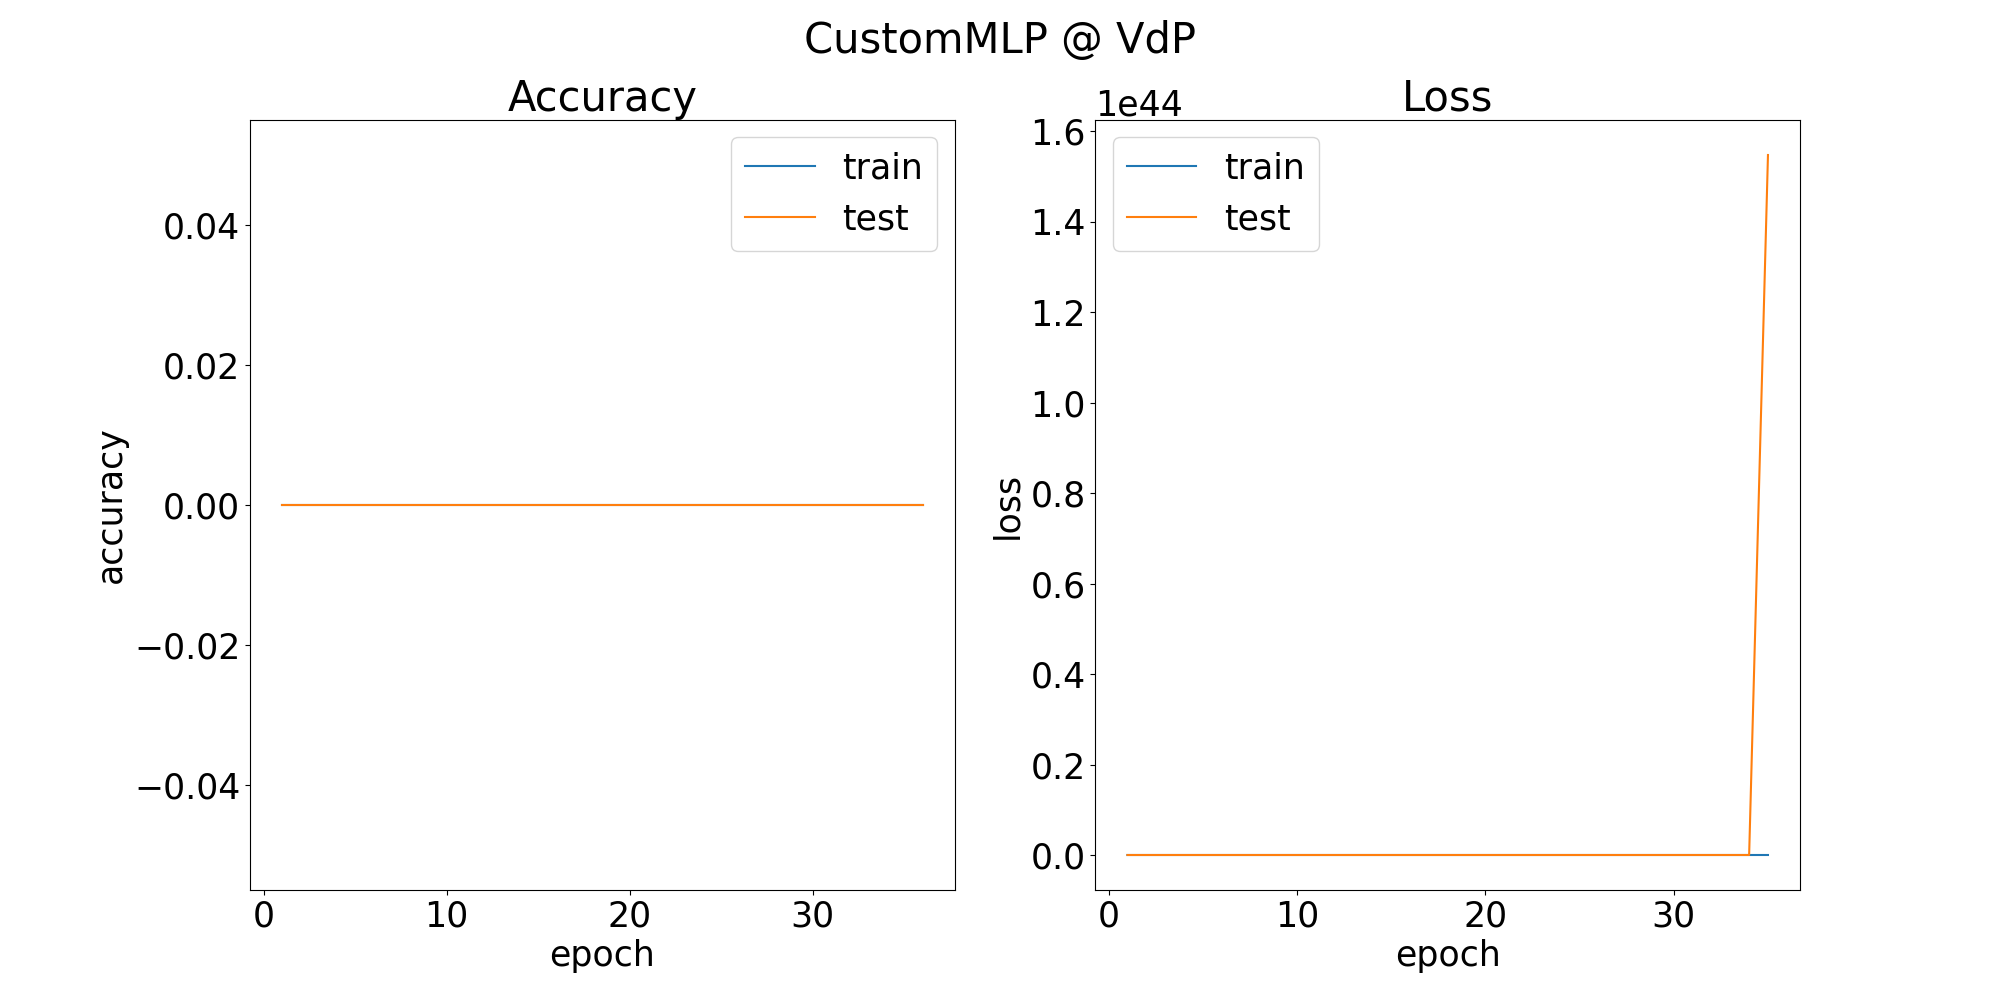 CustomMLP @ VdP
Accuracy
train
test
0.04
0.02
0.00
−0.02
−0.04
accuracy
0 10 20 30
epoch
Loss
1e44
train
test
1.6
1.4
1.2
1.0
0.8
0.6
0.4
0.2
0.0
loss
0 10 20 30
epoch